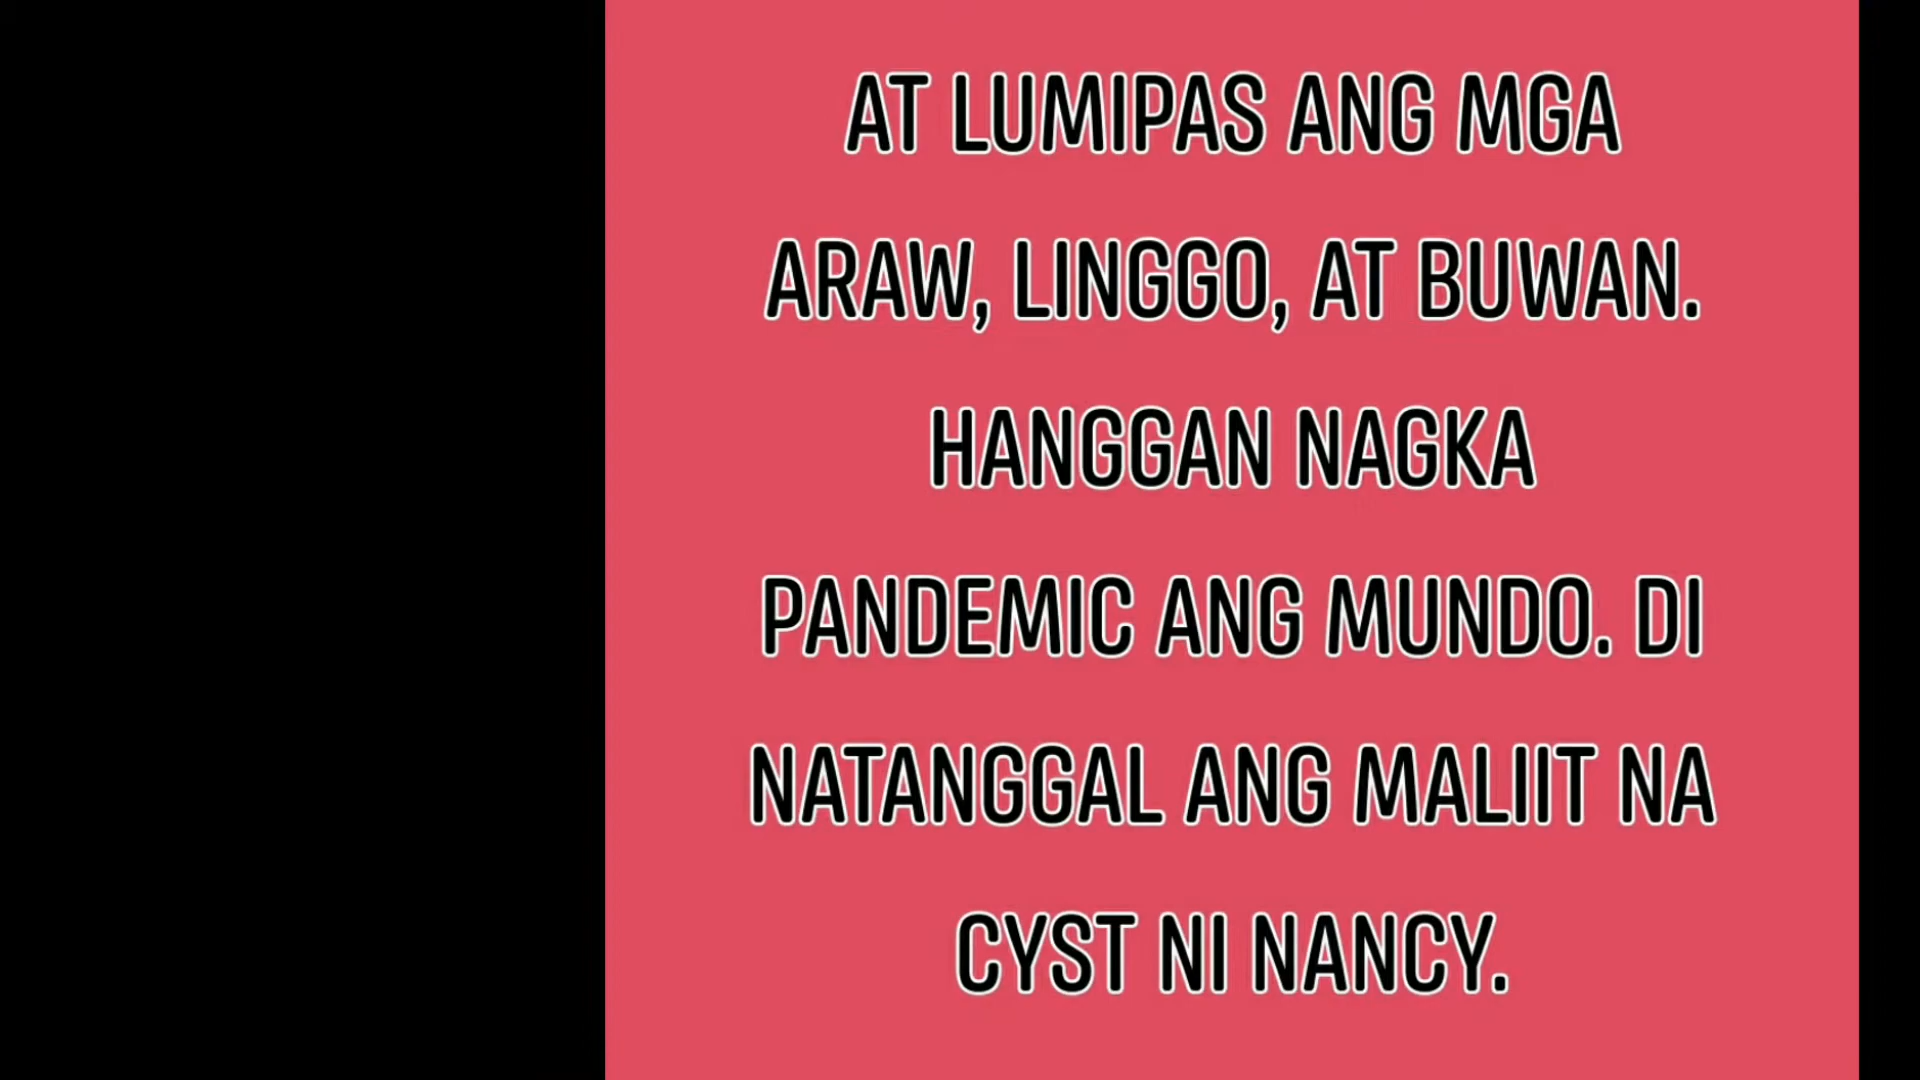 AT LUMIPAS ANG MGA
ARAW, LINGGO, AT BUWAN.
HANGGAN NAGKA
PANDEMIC ANG MUNDO. DI
NATANGGAL ANG MALIIT NA
CYST NI NANCY.